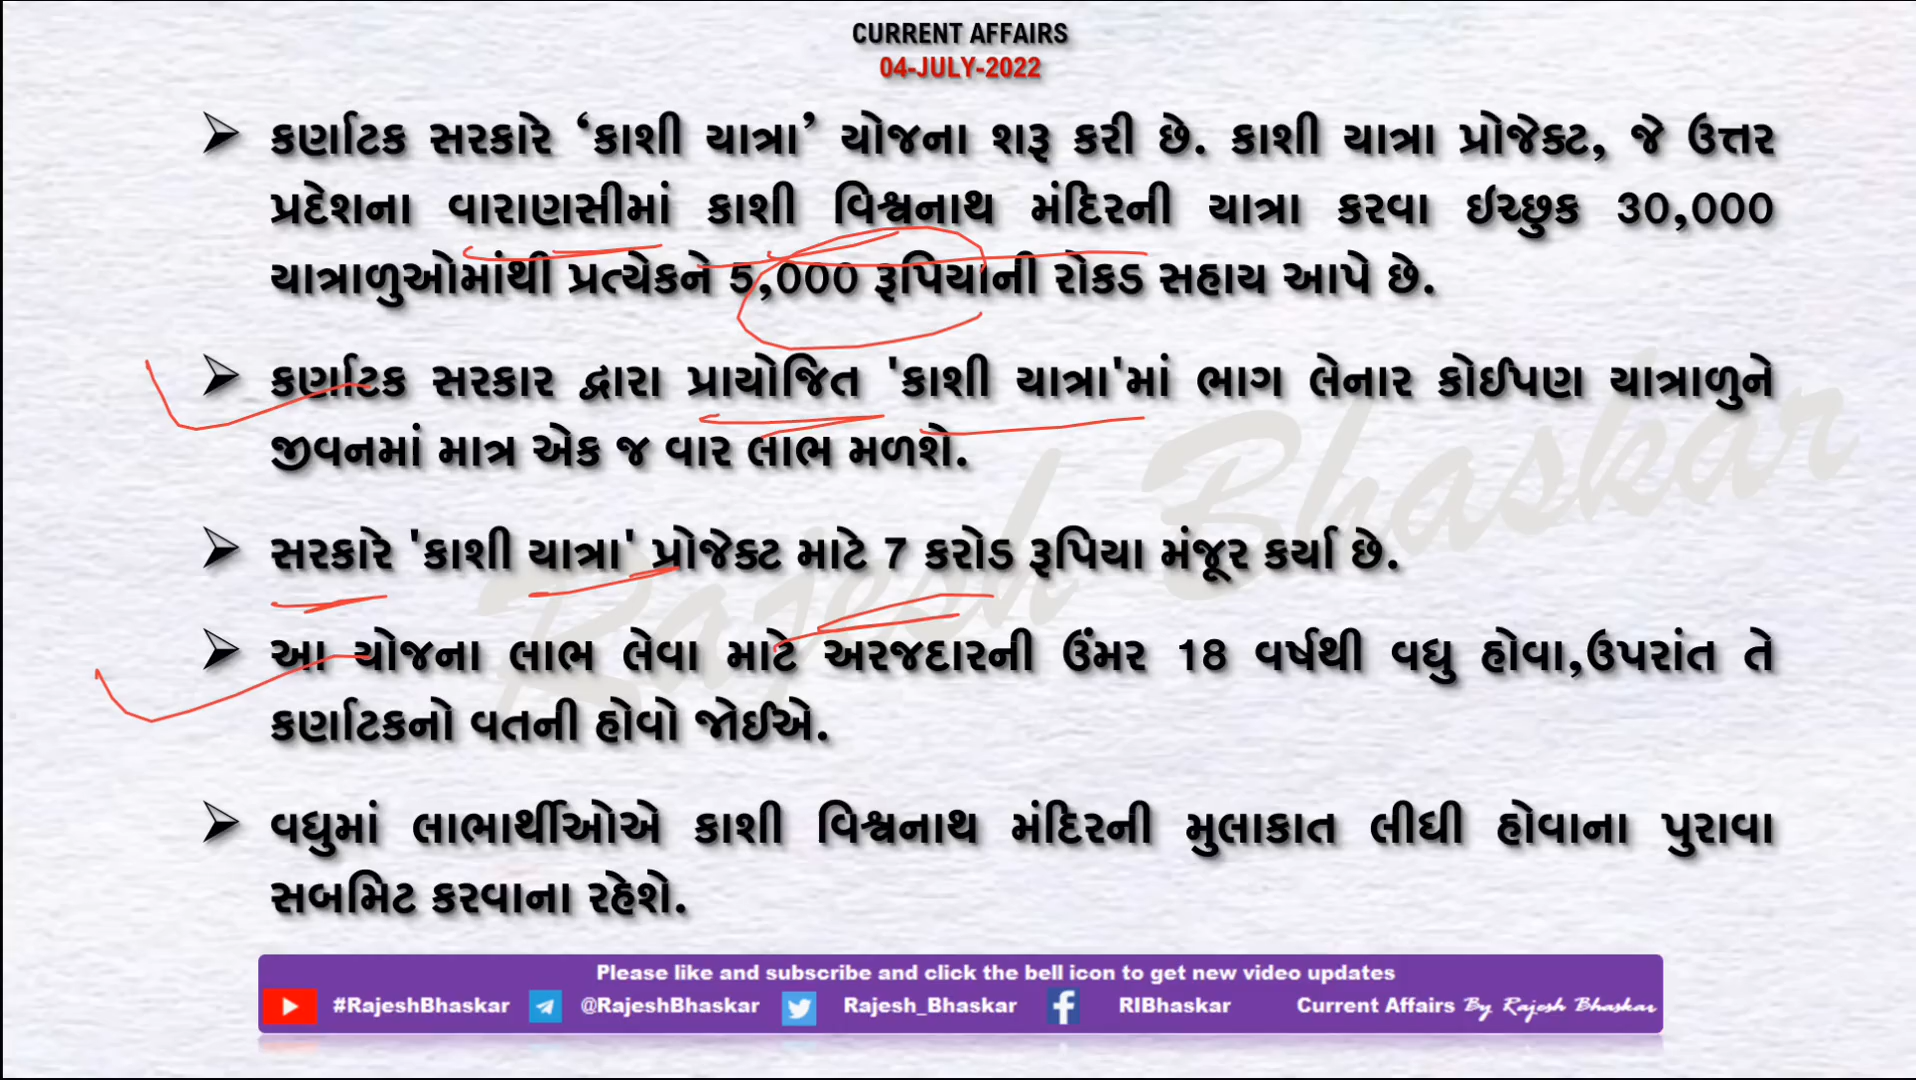 CURRENT AFFAIRS
04-JULY-2022
➢ કર્ણાટક સરકારે ‘કાશી યાત્રા’ યોજના શરૂ કરી છે. કાશી યાત્રા પ્રોજેક્ટ, જે ઉત્તર
પ્રદેશના વારાણસીમાં કાશી વિશ્વનાથ મંદિરની યાત્રા કરવા ઈચ્છુક 30,000
યાત્રાળુઓમાંથી પ્રત્યેકને 5,000 રૂપિયાની રોકડ સહાય આપે છે.
➢ કર્ણાટક સરકાર દ્વારા પ્રાયોજિત 'કાશી યાત્રા'માં ભાગ લેનાર કોઈપણ યાત્રાળુને
જીવનમાં માત્ર એક જ વાર લાભ મળશે.
➢ સરકારે 'કાશી યાત્રા' પ્રોજેક્ટ માટે 7 કરોડ રૂપિયા મંજૂર કર્યા છે.
➢ આ યોજના લાભ લેવા માટે અરજદારની ઉંમર 18 વર્ષથી વધુ હોવા,ઉપરાંત તે
કર્ણાટકનો વતની હોવો જોઈએ.
➢ વધુમાં લાભાર્થીઓએ કાશી વિશ્વનાથ મંદિરની મુલાકાત લીધી હોવાના પુરાવા
સબમિટ કરવાના રહેશે.
Rajesh Bhaskar
Please like and subscribe and click the bell icon to get new video updates
#RajeshBhaskar @RajeshBhaskar Rajesh_Bhaskar RIBhaskar Current Affairs By Rajesh Bhaskar